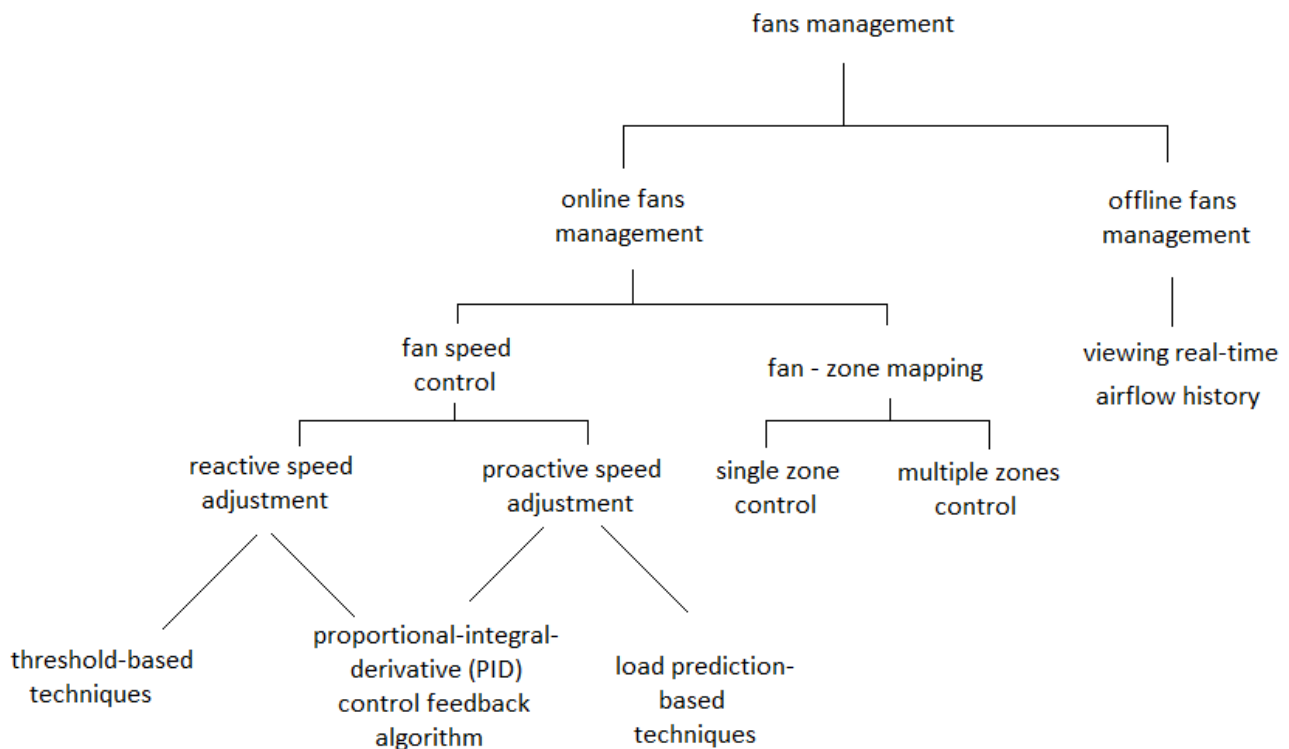 fans management
online fans
management
offline fans
management
fan speed
control
fan - zone mapping
viewing real-time
airflow history
reactive speed
adjustment
proactive speed
adjustment
single zone
control
multiple zones
control
threshold-based
techniques
proportional-integral-
derivative (PID)
control feedback
algorithm
load prediction-
based
techniques